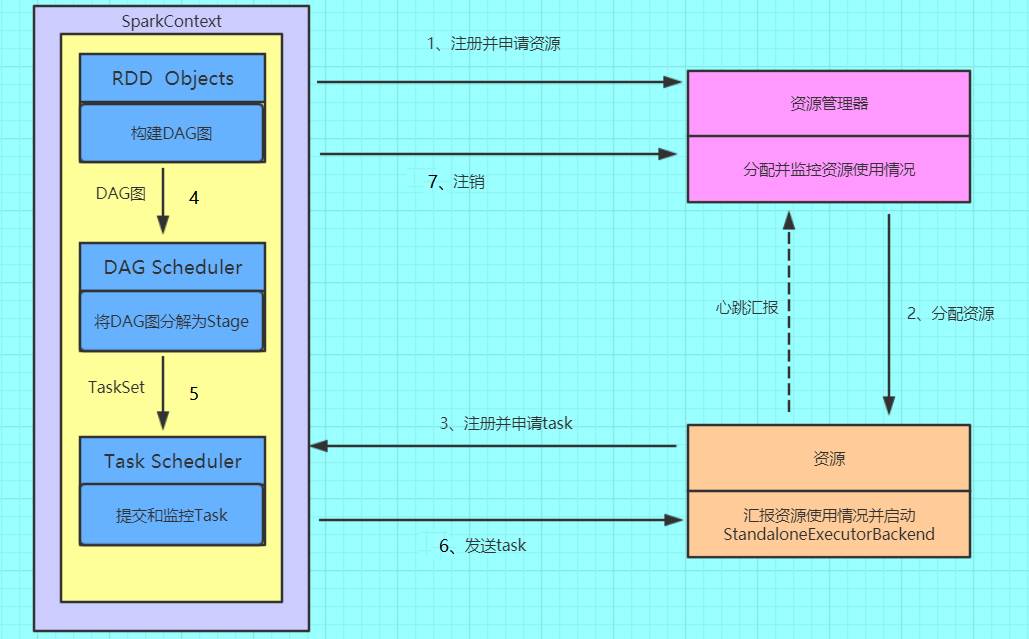 SparkContext
RDD Objects
构建DAG图
DAG图
4
DAG Scheduler
将DAG图分解为Stage
TaskSet
5
Task Scheduler
提交和监控Task
1、注册并申请资源
7、注销
资源管理器
分配并监控资源使用情况
心跳汇报
2、分配资源
3、注册并申请task
6、发送task
资源
汇报资源使用情况并启动
StandaloneExecutorBackend